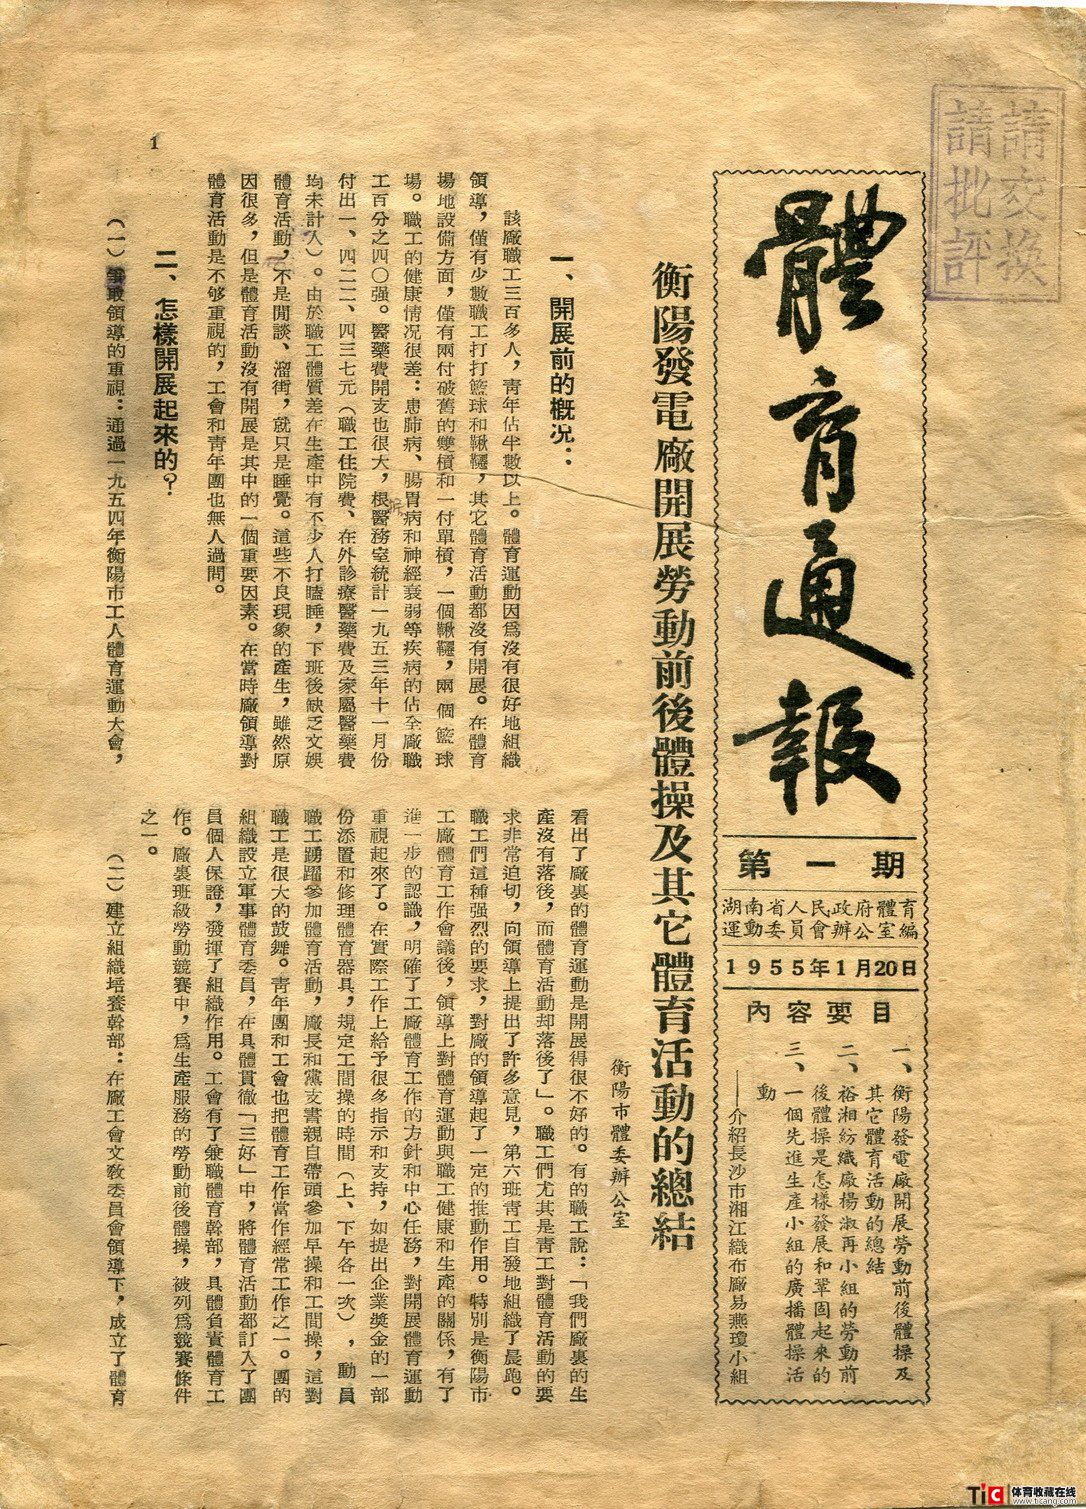 請交換
請批評
體育通報
第一期
湖南省人民政府體育
運動委員會辦公室編
1955年1月20日
內容要目
一、衡陽發電廠開展勞動前後體操及
其它體育活動的總結
二、裕湘紡織廠楊淑再小組的勞動前
後體操是怎樣發展和鞏固起來的
三、一個先進生產小組的廣播體操活
動
——介紹長沙市湘江織布廠易燕瓊小組
衡陽發電廠開展勞動前後體操及其它體育活動的總結
衡陽市體委辦公室
一、開展前的概況：
該廠職工三百多人，青年佔半數以上。體育運動因爲沒有很好地組織
領導，僅有少數職工打打籃球和鞦韆，其它體育活動都沒有開展。在體育
場地設備方面，僅有兩付破舊的雙槓和一付單槓，一個鞦韆，兩個籃球
場。職工的健康情况很差：患肺病、腸胃病和神經衰弱等疾病的佔全廠職
工百分之四〇强。醫藥費開支也很大，根據醫務室統計一九五三年十一月份
付出一、四二二、四三七元（職工住院費、在外診療醫藥費及家屬醫藥費
均未計入）。由於職工體質差在生產中有不少人打瞌睡，下班後缺乏文娛
體育活動，不是閒談、溜街，就只是睡覺。這些不良現象的產生，雖然原
因很多，但是體育活動沒有開展是其中的一個重要因素。在當時廠領導對
體育活動是不够重視的，工會和青年團也無人過問。
二、怎樣開展起來的？
（一）爭取領導的重視：通過一九五四年衡陽市工人體育運動大會，
看出了廠裏的體育運動是開展得很不好的。有的職工說：「我們廠裏的生
產沒有落後，而體育活動却落後了」。職工們尤其是青工對體育活動的要
求非常迫切，向領導上提出了許多意見，第六班青工自發地組織了晨跑。
職工們這種强烈的要求，對廠的領導起了一定的推動作用。特別是衡陽市
工廠體育工作會議後，領導上對體育運動與職工健康和生產的關係，有了
進一步的認識，明確了工廠體育工作的方針和中心任務，對開展體育運動
重視起來了。在實際工作上給予很多指示和支持，如提出企業獎金的一部
份添置和修理體育器具，規定工間操的時間（上、下午各一次），動員
職工踴躍參加體育活動，廠長和黨支書親自帶頭參加早操和工間操，這對
職工是很大的鼓舞。青年團和工會也把體育工作當作經常工作之一。團的
組織設立軍事體育委員，在具體貫徹「三好」中，將體育活動都訂入了團
員個人保證，發揮了組織作用。工會有了兼職體育幹部，具體負責體育工
作。廠裏班級勞動競賽中，爲生產服務的勞動前後體操，被列爲競賽條件
之一。
（二）建立組織培養幹部：在廠工會文敎委員會領導下，成立了體育
1
TiC 体育收藏在线
www.ticang.com